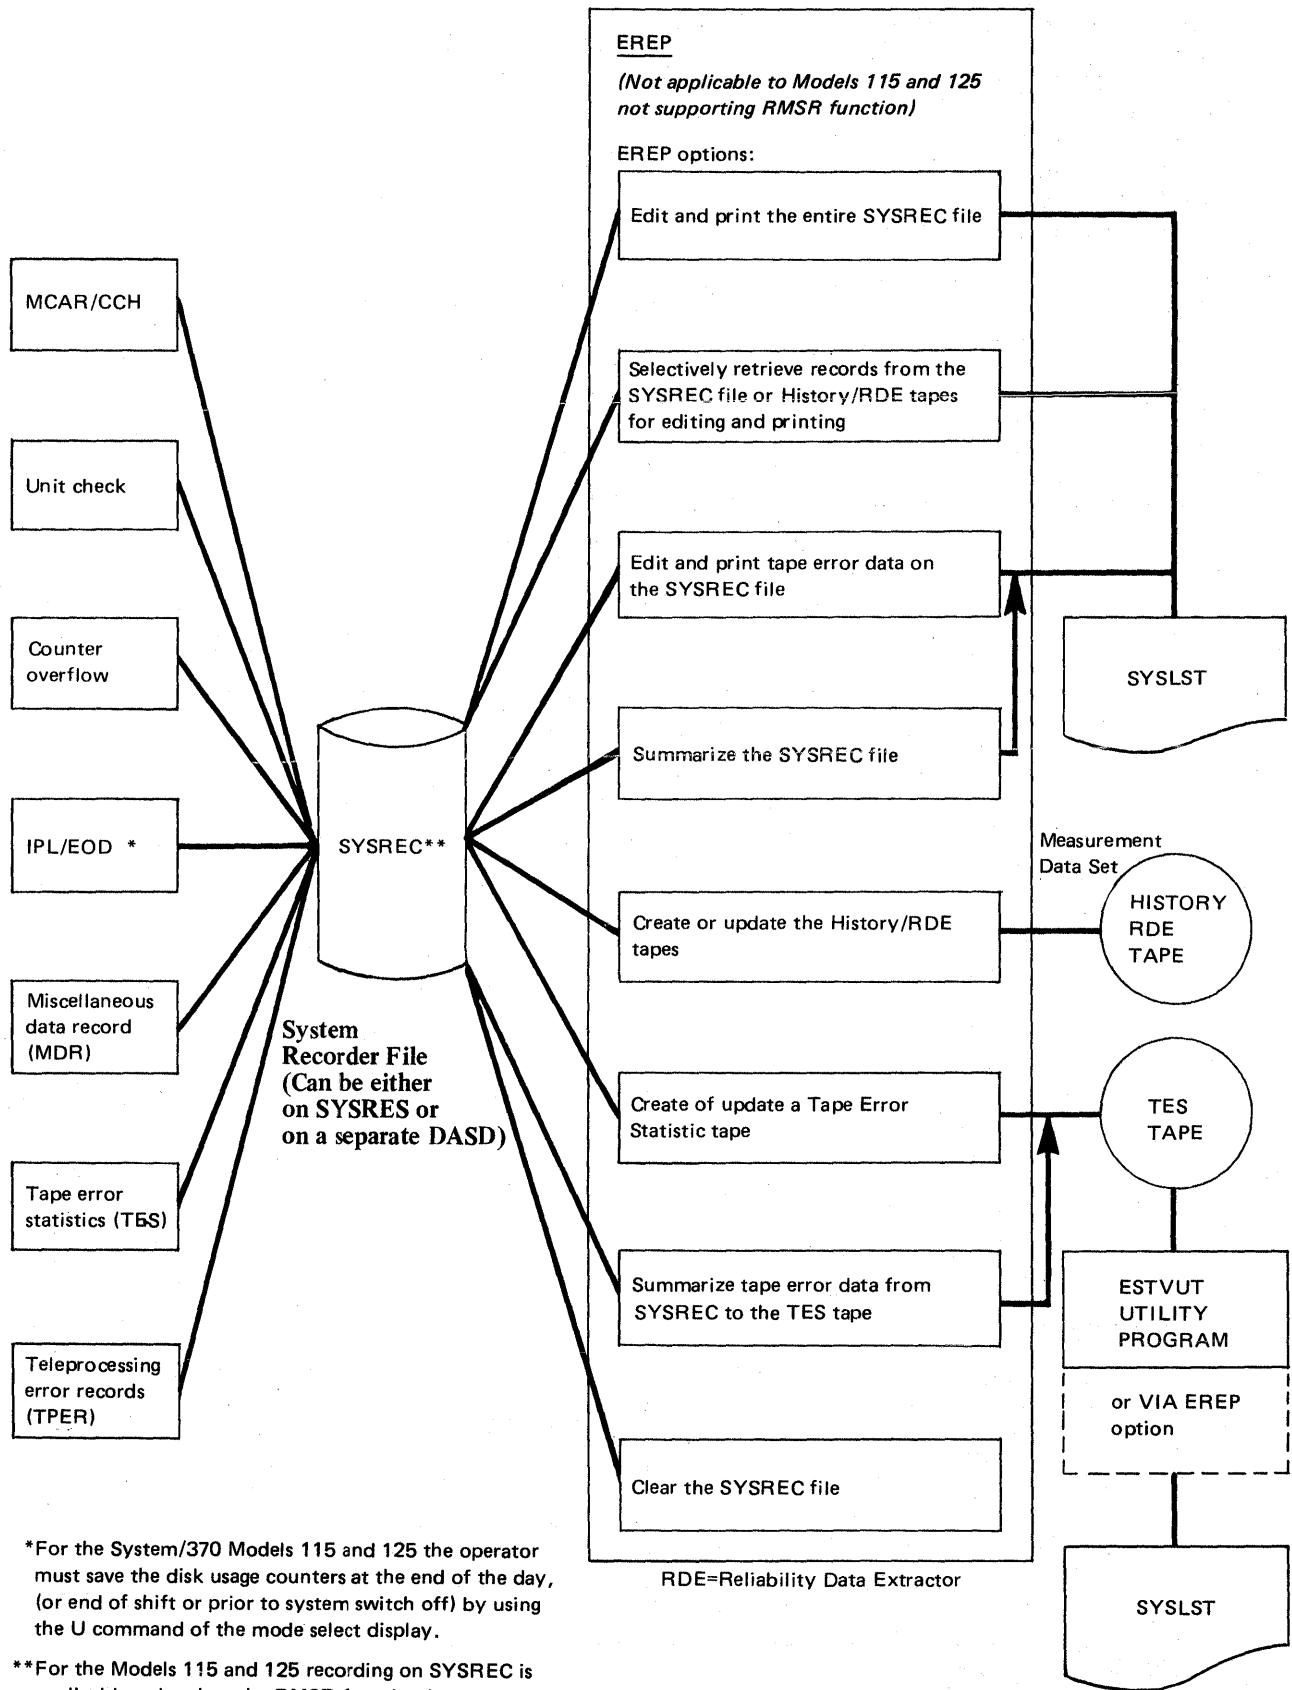 EREP
(Not applicable to Models 115 and 125
not supporting RMSR function)
EREP options:
Edit and print the entire SYSREC file
MCAR/CCH
Selectively retrieve records from the
SYSREC file or History/RDE tapes
for editing and printing
Unit check
Edit and print tape error data on
the SYSREC file
Counter
overflow
SYSLST
Summarize the SYSREC file
IPL/EOD *
SYSREC**
Measurement
Data Set
HISTORY
RDE
TAPE
Create or update the History/RDE
tapes
Miscellaneous
data record
(MDR)
System
Recorder File
(Can be either
on SYSRES or
on a separate DASD)
Create of update a Tape Error
Statistic tape
TES
TAPE
Tape error
statistics (TES)
Summarize tape error data from
SYSREC to the TES tape
ESTVUT
UTILITY
PROGRAM
Teleprocessing
error records
(TPER)
or VIA EREP
option
Clear the SYSREC file
*For the System/370 Models 115 and 125 the operator
must save the disk usage counters at the end of the day,
(or end of shift or prior to system switch off) by using
the U command of the mode select display.
RDE=Reliability Data Extractor
SYSLST
**For the Models 115 and 125 recording on SYSREC is